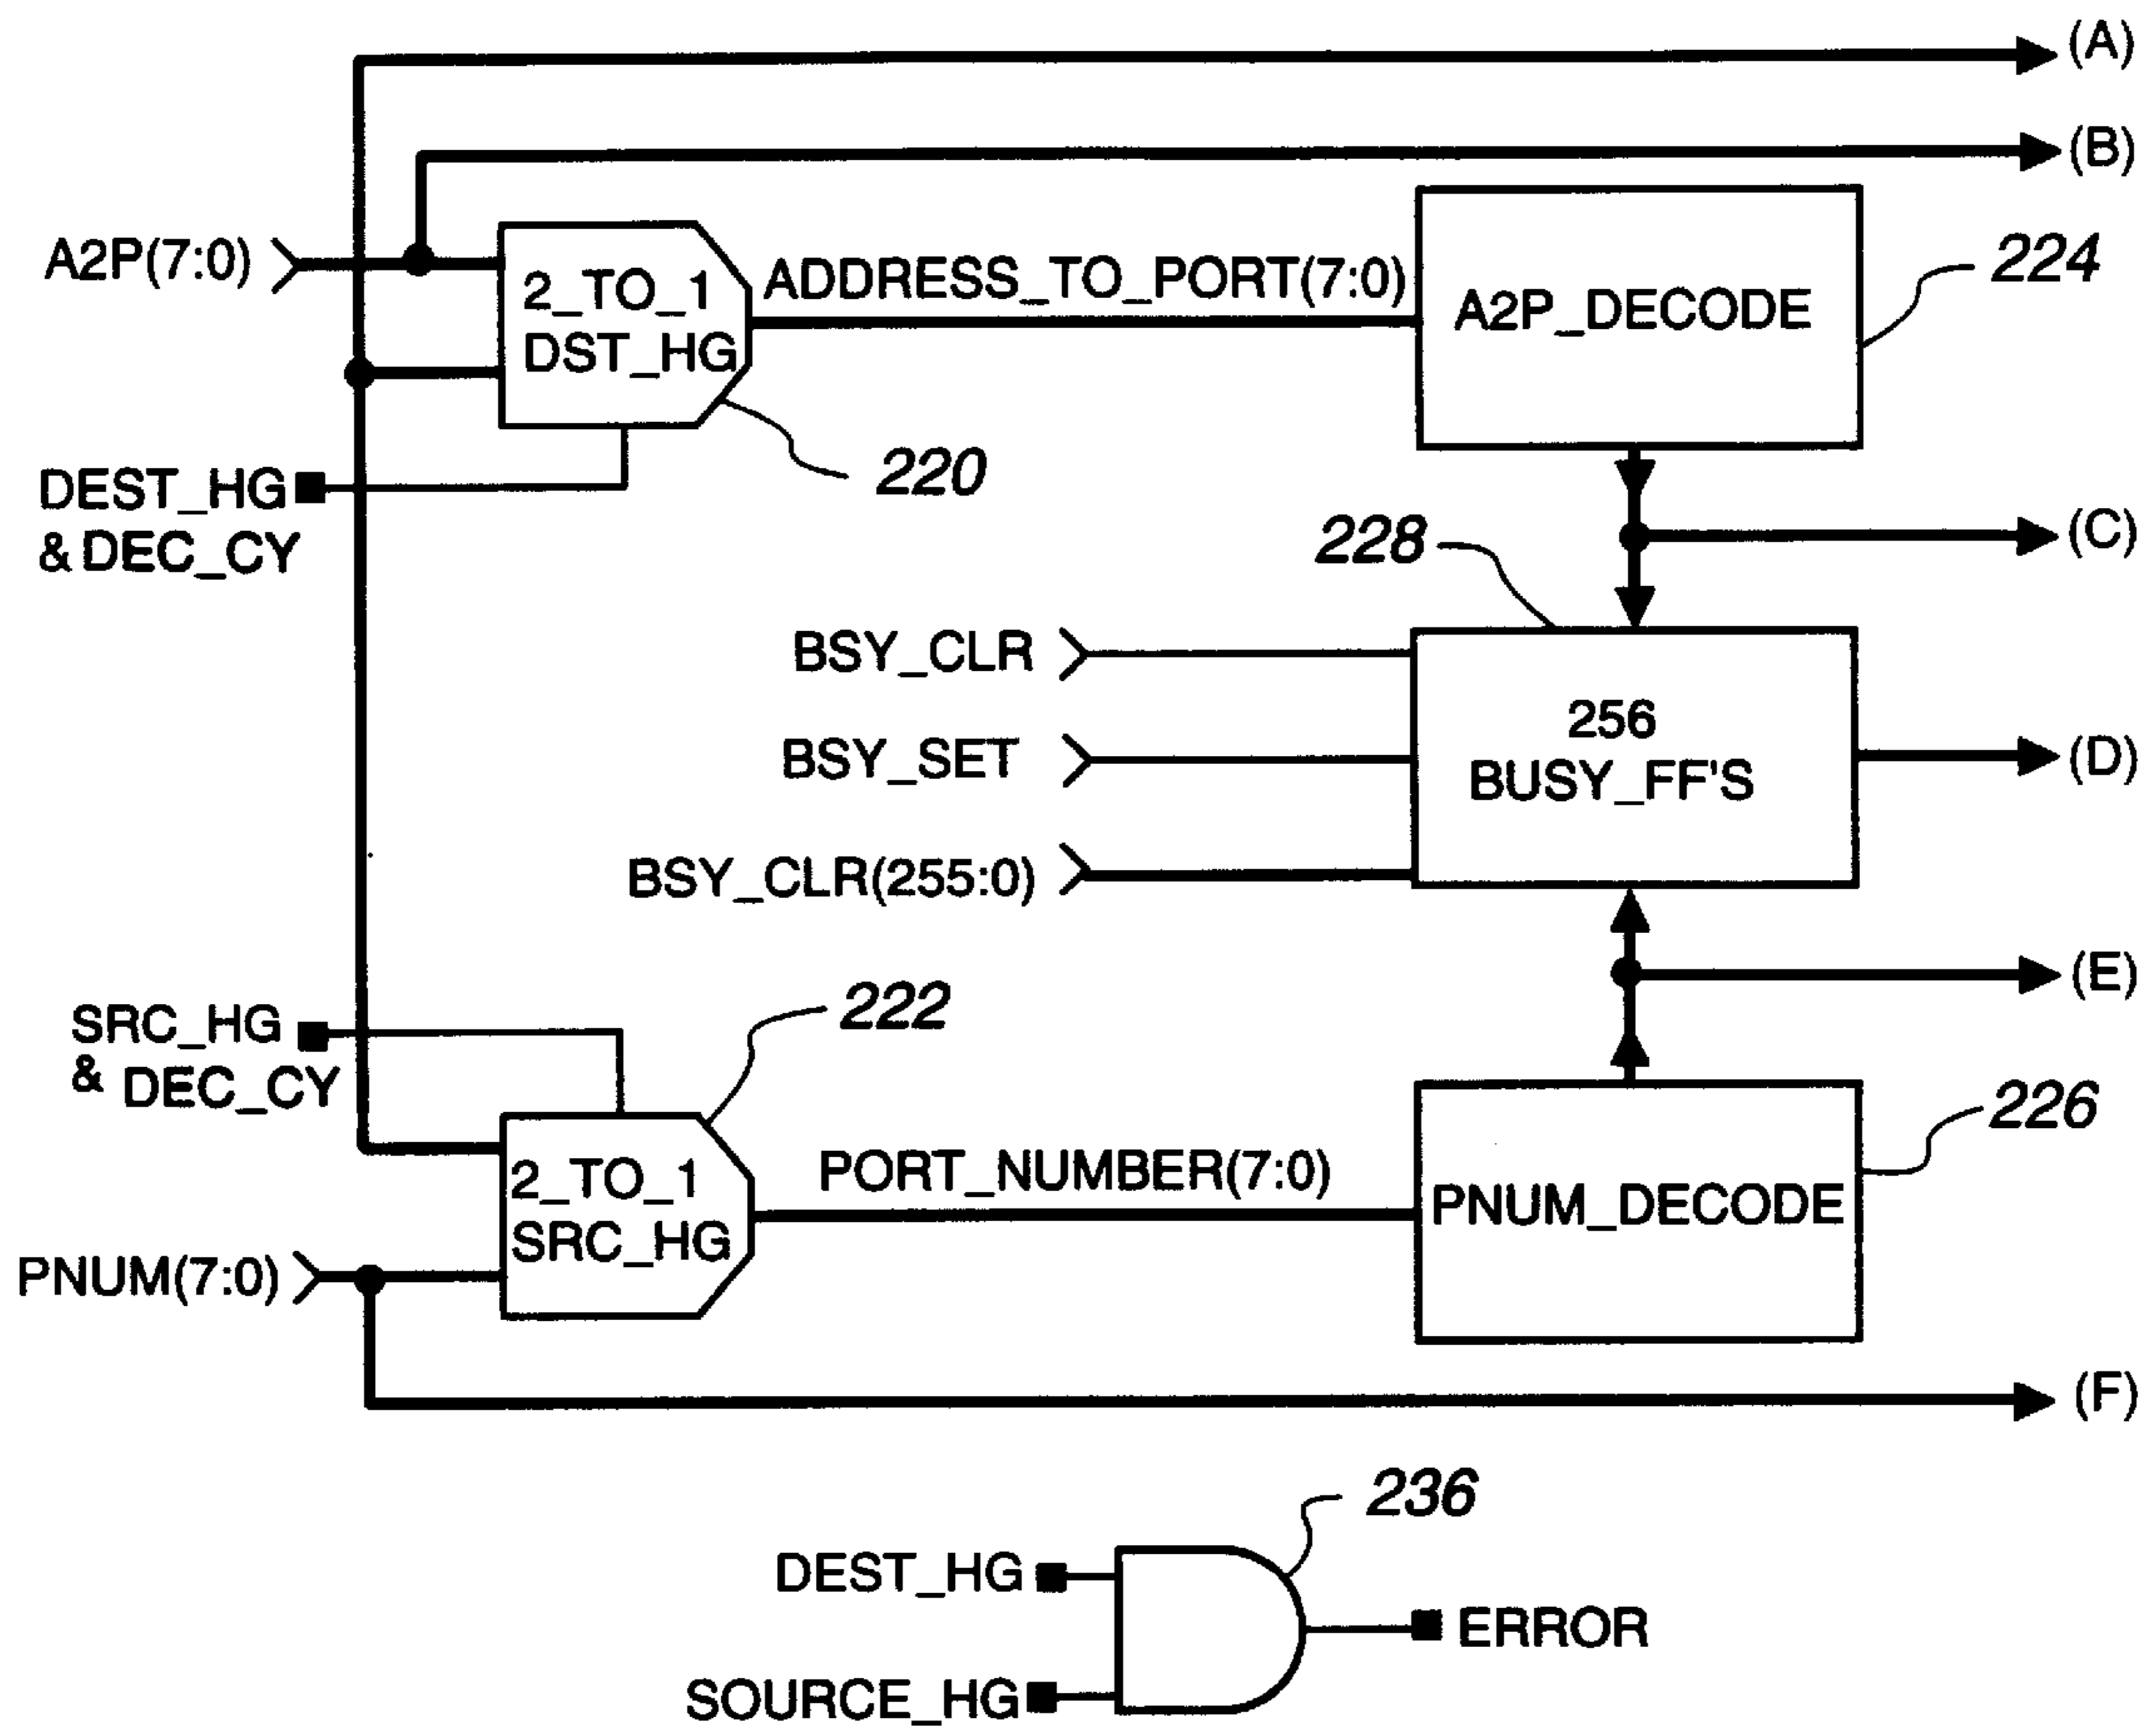 (A)
(B)
A2P(7:0)
2_TO_1
DST_HG
ADDRESS_TO_PORT(7:0)
A2P_DECODE
224
220
DEST_HG
& DEC_CY
228
(C)
BSY_CLR
BSY_SET
BSY_CLR(255:0)
256
BUSY_FF'S
(D)
SRC_HG
& DEC_CY
222
(E)
2_TO_1
SRC_HG
PORT_NUMBER(7:0)
PNUM_DECODE
226
PNUM(7:0)
(F)
236
DEST_HG
SOURCE_HG
ERROR